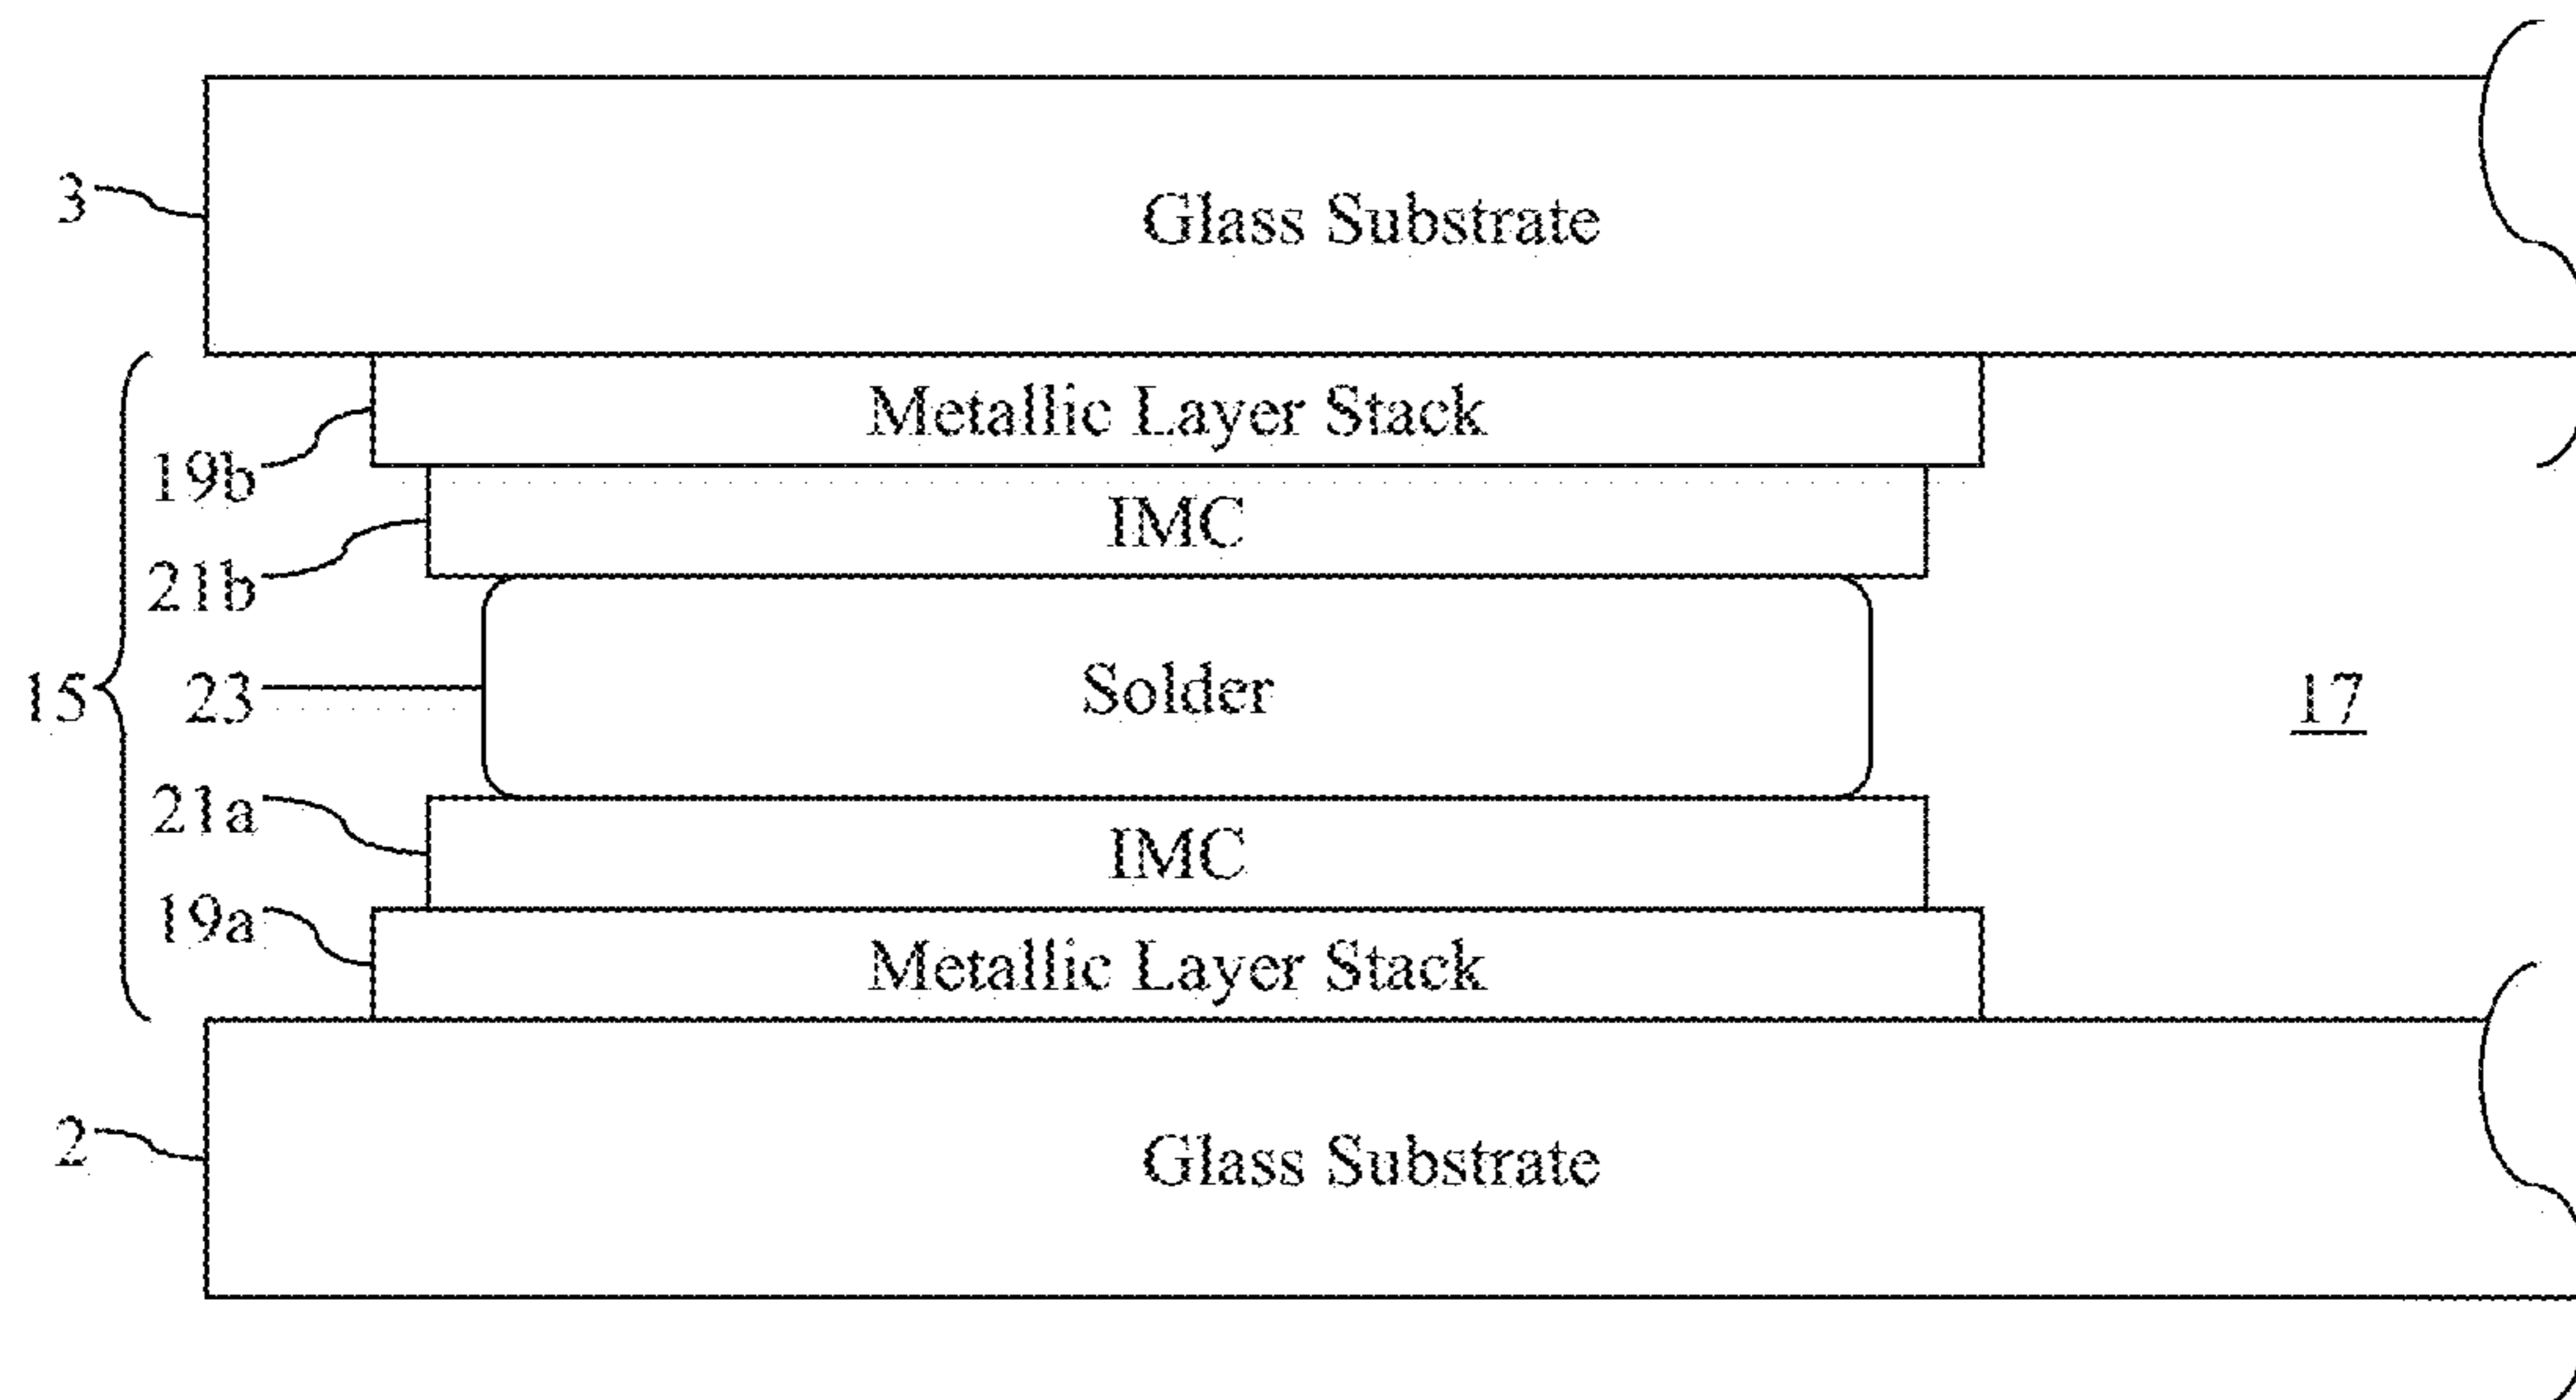 3
Glass Substrate
Metallic Layer Stack
19b
IMC
21b
15
23
Solder
17
21a
IMC
19a
Metallic Layer Stack
2
Glass Substrate